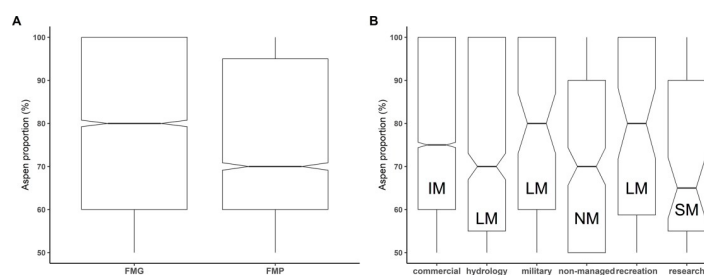 A
Aspen proportion (%)
100
90
80
70
60
50
FMG FMP
B
Aspen proportion (%)
100
90
80
70
60
50
IM LM LM NM LM SM
commercial hydrology military non-managed recreation research